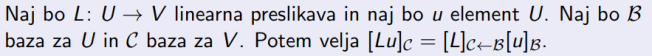 Naj bo L: U → V linearna preslikava in naj bo u element U. Naj bo ℬ
baza za U in 𝒞 baza za V. Potem velja [Lu]_𝒞 = [L]_{𝒞←ℬ}[u]_ℬ.